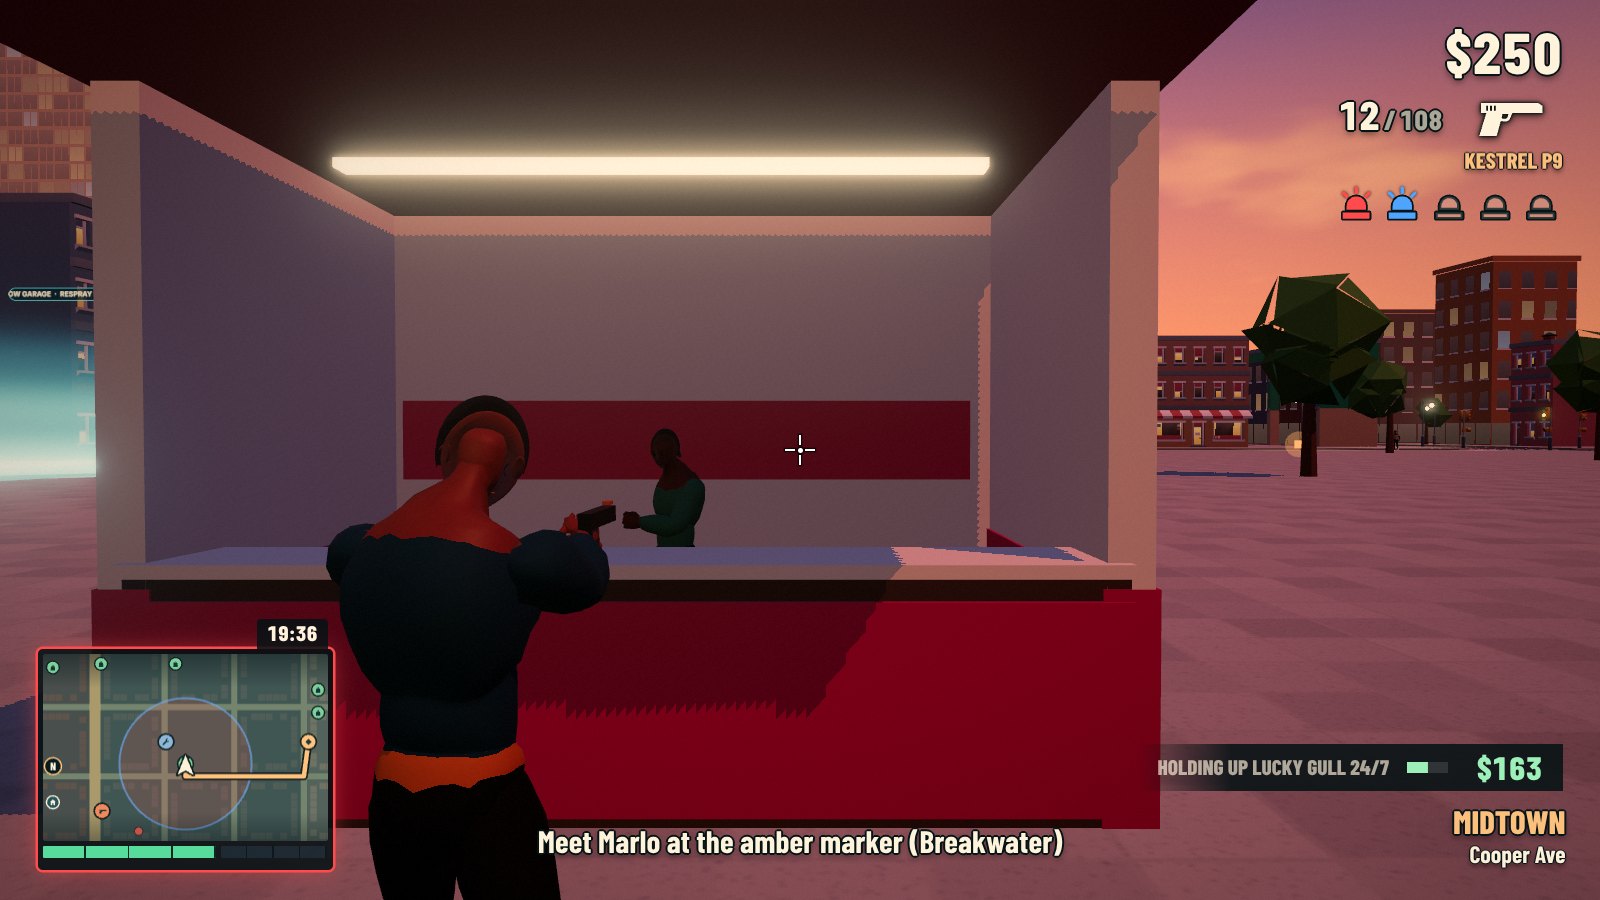 $250
12/108
KESTREL P9
OW GARAGE · RESPRAY
19:36
N
HOLDING UP LUCKY GULL 24/7
$163
MIDTOWN
Cooper Ave
Meet Marlo at the amber marker (Breakwater)